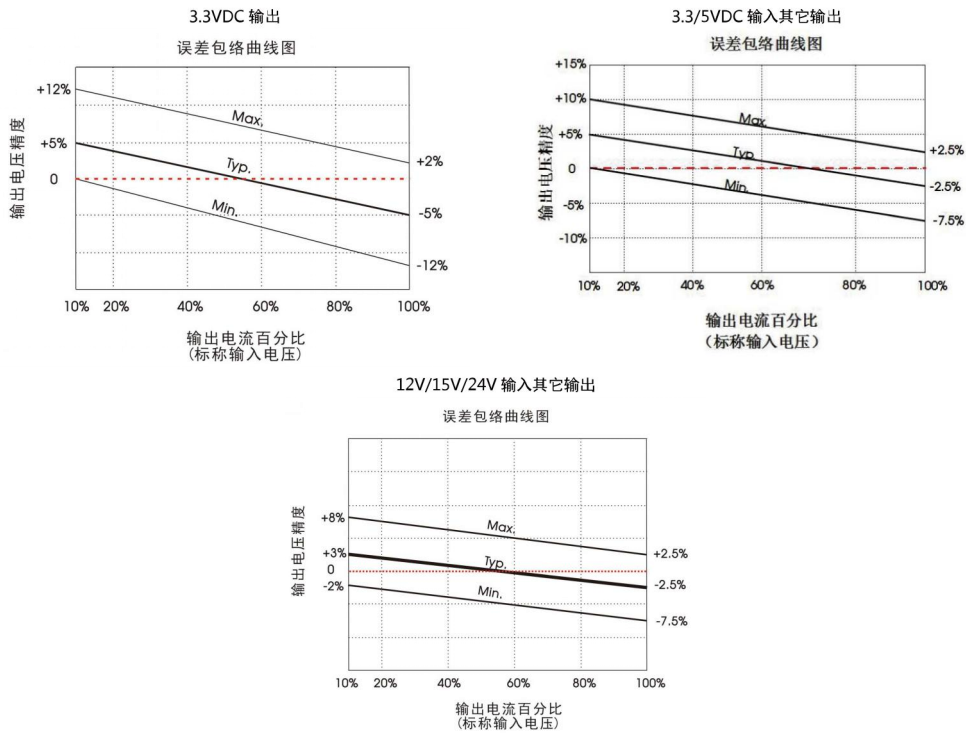 3.3VDC 输出
误差包络曲线图
输出电压精度
+12%
+5%
0
Max.
Typ.
Min.
+2%
-5%
-12%
10% 20% 40% 60% 80% 100%
输出电流百分比
(标称输入电压)
3.3/5VDC 输入其它输出
误差包络曲线图
输出电压精度
+15%
+10%
+5%
0
-5%
-10%
Max.
Typ.
Min.
+2.5%
-2.5%
-7.5%
10% 20% 40% 60% 80% 100%
输出电流百分比
（标称输入电压）
12V/15V/24V 输入其它输出
误差包络曲线图
输出电压精度
+8%
+3%
0
-2%
Max.
Typ.
Min.
+2.5%
-2.5%
-7.5%
10% 20% 40% 60% 80% 100%
输出电流百分比
(标称输入电压)